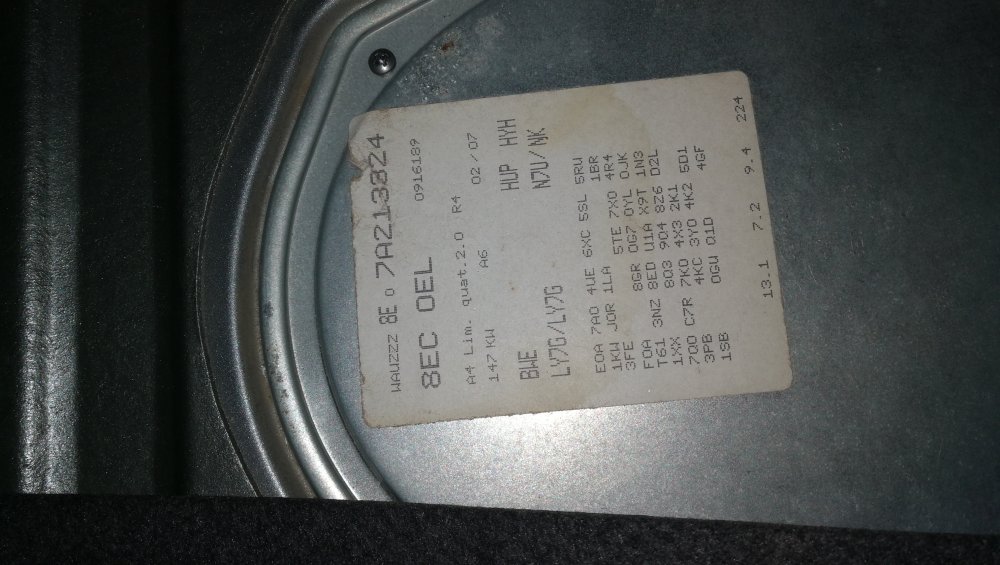 WAUZZZ 8E 0 7A213824
8EC 0EL 0916189
A4 Lim. quat.2.0 R4 02/07
147 KW A6
BWE HUP HYH
LY7G/LY7G N7U/NK
E0A 7A0 4UE 6XC 5SL 5RU
1KW J0R 1LA 5TE 7X0 1BR
3FE 8GR 0G7 0YL 4R4
F0A 8ED U1A X9T 0JK
T61 3NZ 8Q3 9Q4 8Z6 1N3
1XX 7K0 4X3 2K1 D2L
7Q0 C7R 4KC 3Y0 4K2 5D1
3PB 0GU Q1D 4GF
1SB
13.1 7.2 9.4 224